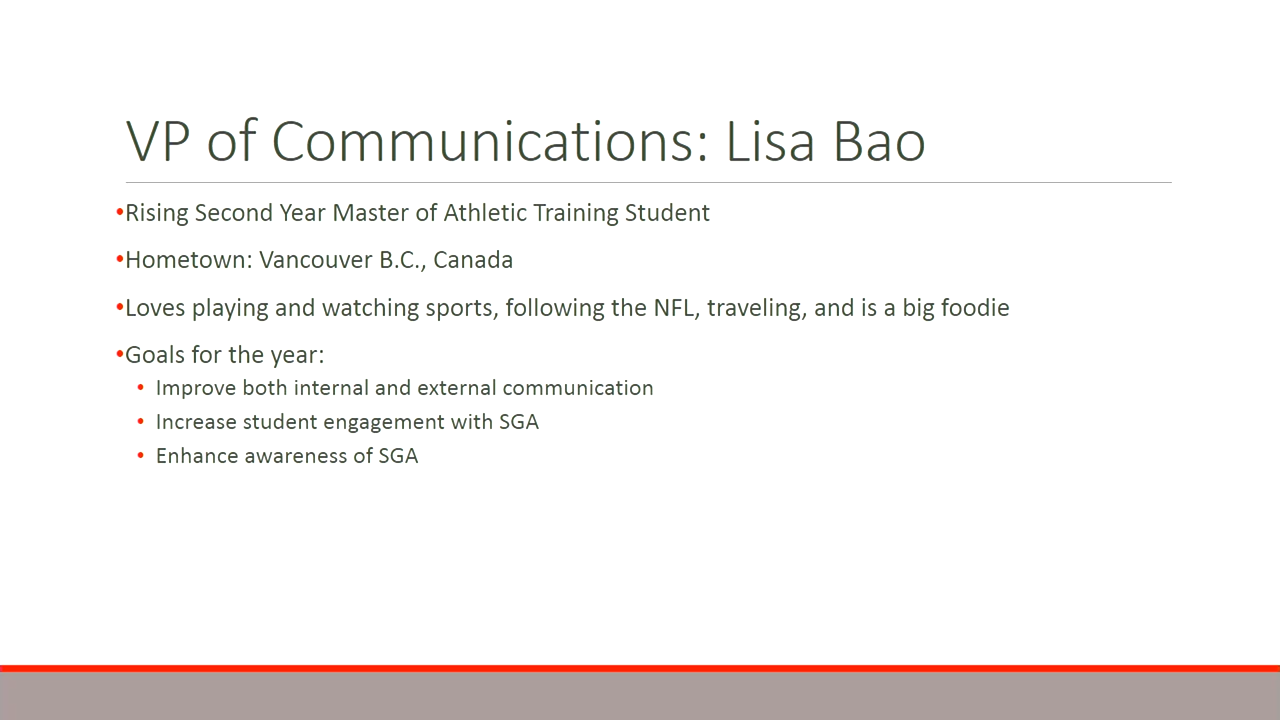 VP of Communications: Lisa Bao
•Rising Second Year Master of Athletic Training Student
•Hometown: Vancouver B.C., Canada
•Loves playing and watching sports, following the NFL, traveling, and is a big foodie
•Goals for the year:
• Improve both internal and external communication
• Increase student engagement with SGA
• Enhance awareness of SGA